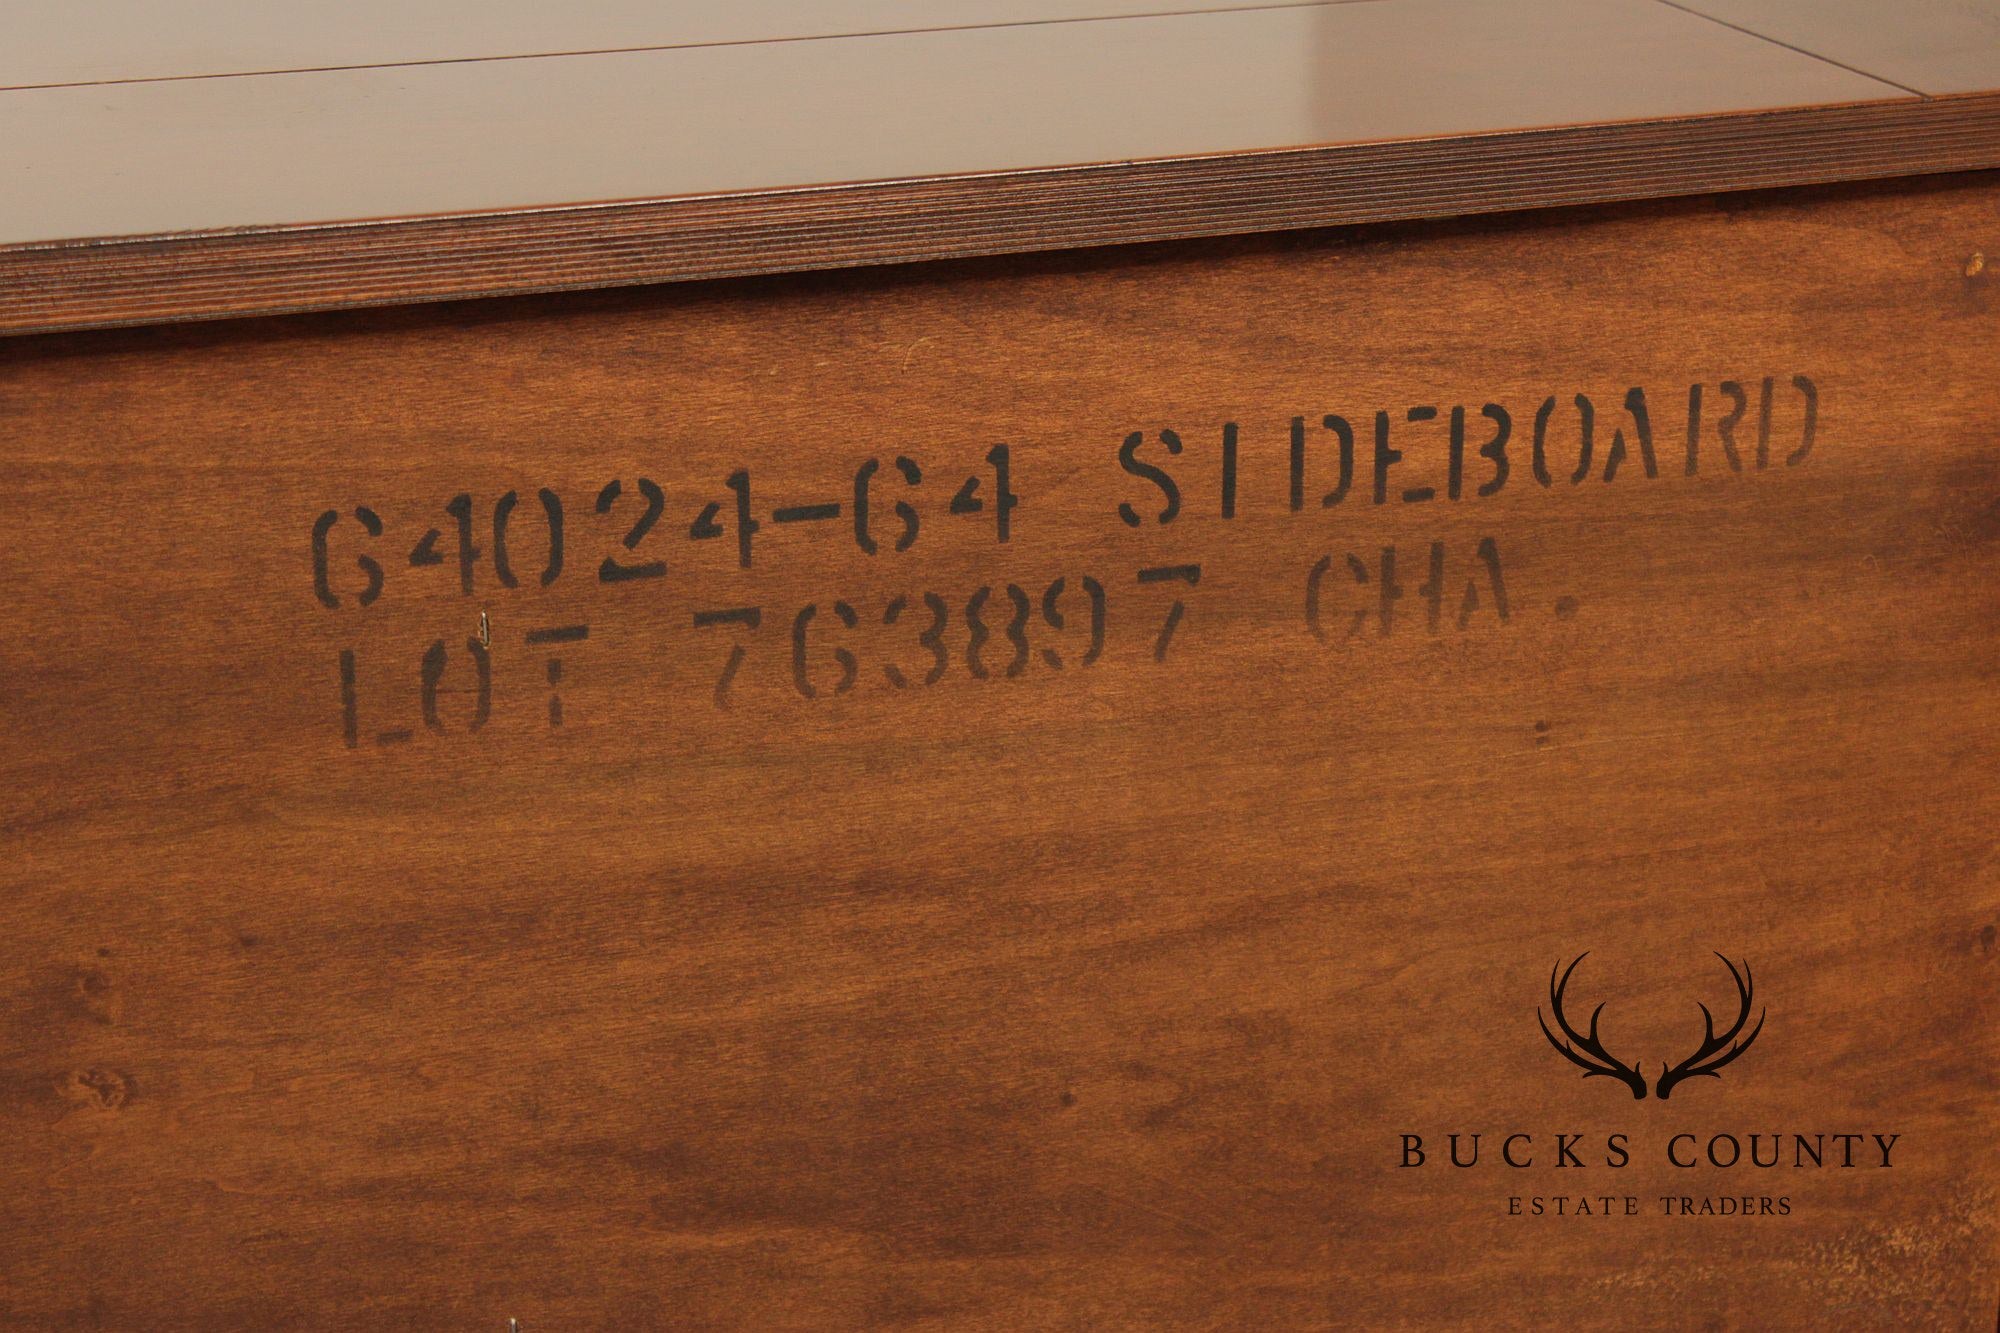 64024-64 SIDEBOARD
LOT 763897 CHA.
BUCKS COUNTY
ESTATE TRADERS